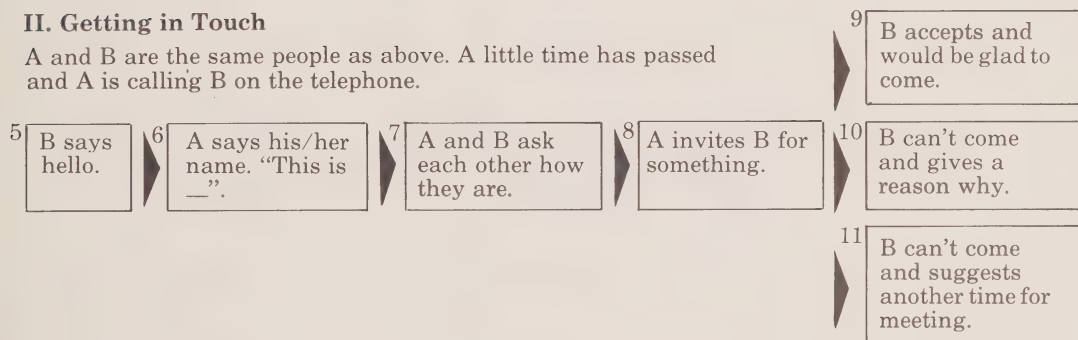 II. Getting in Touch
A and B are the same people as above. A little time has passed
and A is calling B on the telephone.
5
B says
hello.
6
A says his/her
name. “This is
__”.
7
A and B ask
each other how
they are.
8
A invites B for
something.
9
B accepts and
would be glad to
come.
10
B can't come
and gives a
reason why.
11
B can't come
and suggests
another time for
meeting.